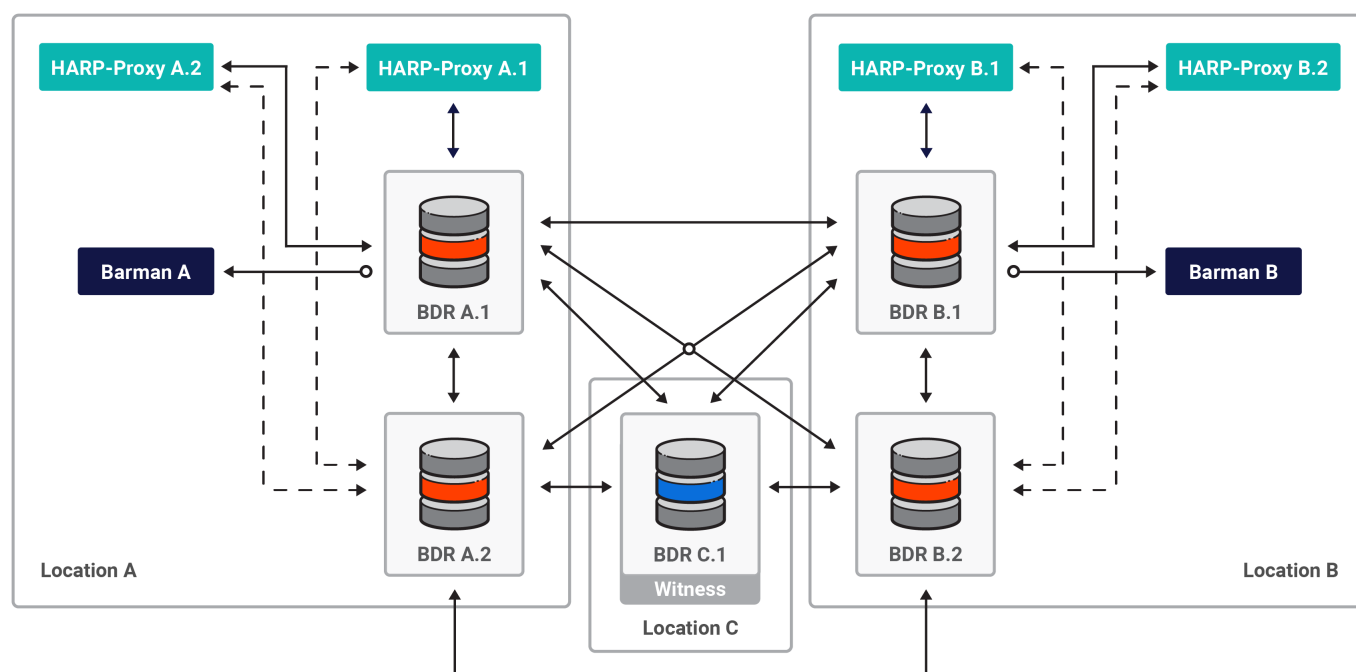 HARP-Proxy A.2
HARP-Proxy A.1
HARP-Proxy B.1
HARP-Proxy B.2
Barman A
BDR A.1
BDR B.1
Barman B
BDR A.2
BDR C.1
BDR B.2
Witness
Location A
Location B
Location C